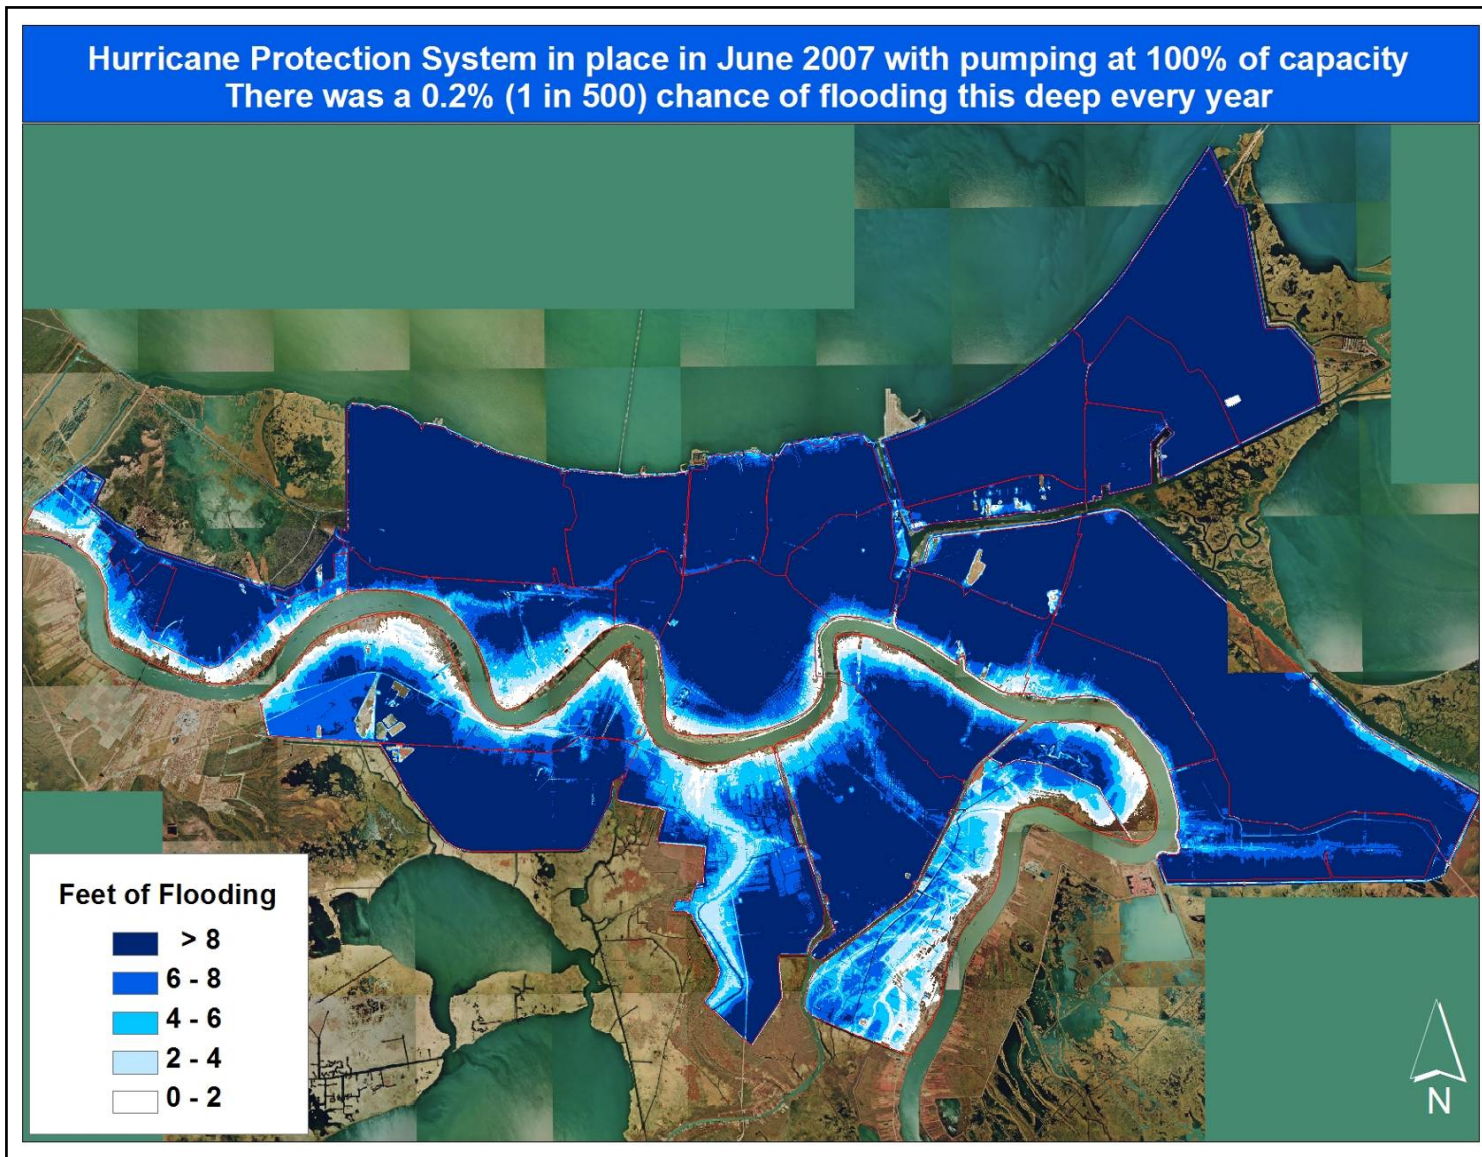 Hurricane Protection System in place in June 2007 with pumping at 100% of capacity
There was a 0.2% (1 in 500) chance of flooding this deep every year
Feet of Flooding
> 8
6 - 8
4 - 6
2 - 4
0 - 2
N